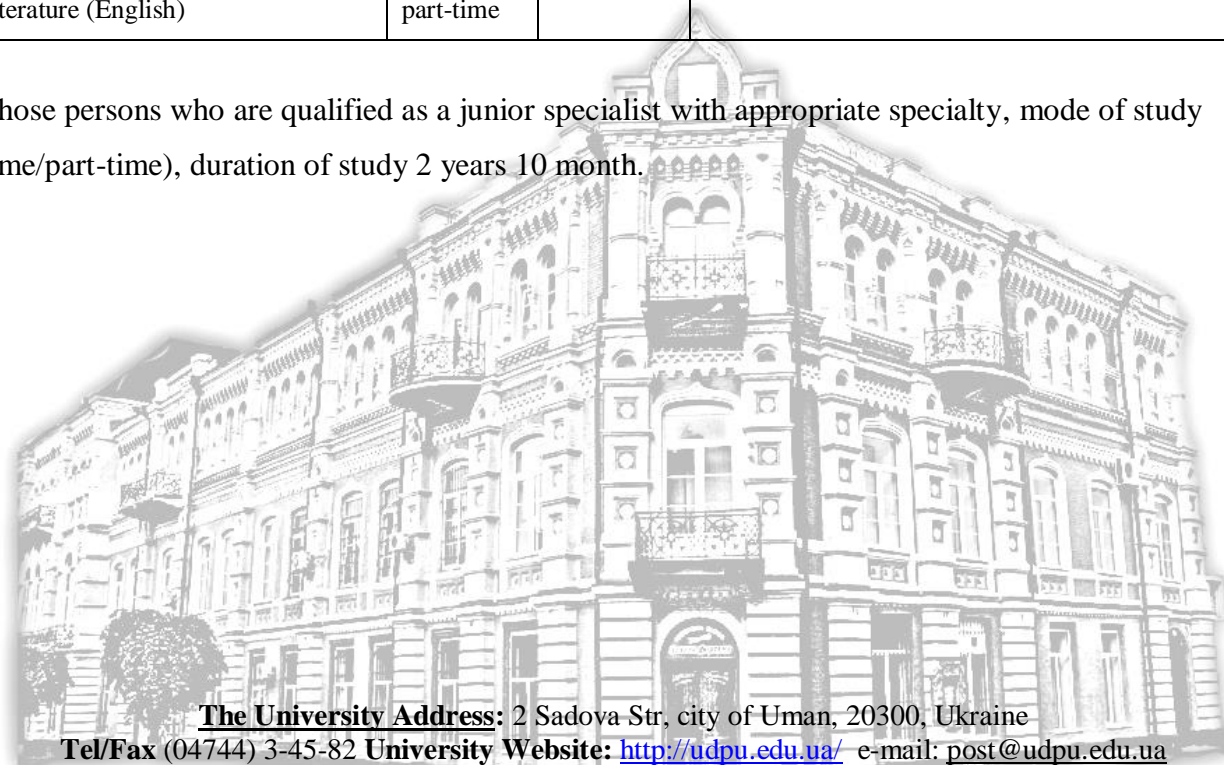 terature (English) part-time
hose persons who are qualified as a junior specialist with appropriate specialty, mode of study
me/part-time), duration of study 2 years 10 month.
The University Address: 2 Sadova Str, city of Uman, 20300, Ukraine
Tel/Fax (04744) 3-45-82 University Website: http://udpu.edu.ua/ e-mail: post@udpu.edu.ua